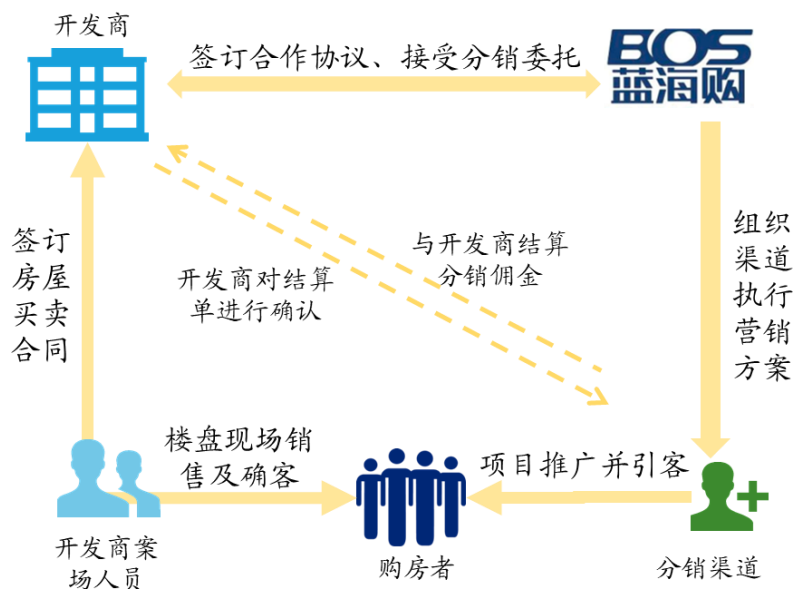 开发商
签订合作协议、接受分销委托
BOS
蓝海购
签订
房屋
买卖
合同
与开发商结算
分销佣金
开发商对结算
单进行确认
组织
渠道
执行
营销
方案
楼盘现场销
售及确客
项目推广并引客
开发商案
场人员
购房者
分销渠道